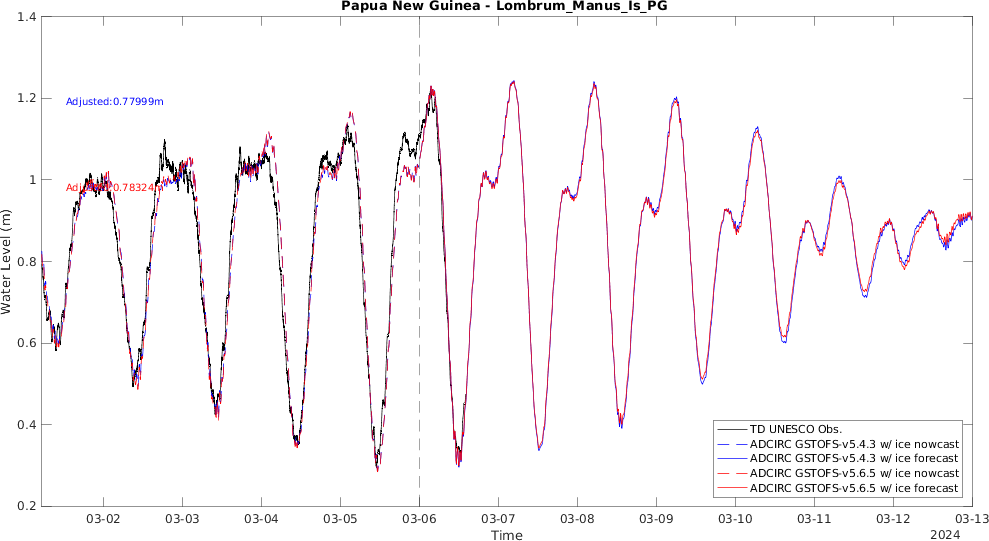 Papua New Guinea - Lombrum_Manus_Is_PG
1.4
1.2
1
0.8
0.6
0.4
0.2
Water Level (m)
Adjusted:0.77999m
Adjusted:0.78324m
TD UNESCO Obs.
ADCIRC GSTOFS-v5.4.3 w/ ice nowcast
ADCIRC GSTOFS-v5.4.3 w/ ice forecast
ADCIRC GSTOFS-v5.6.5 w/ ice nowcast
ADCIRC GSTOFS-v5.6.5 w/ ice forecast
03-02 03-03 03-04 03-05 03-06 03-07 03-08 03-09 03-10 03-11 03-12 03-13
Time
2024